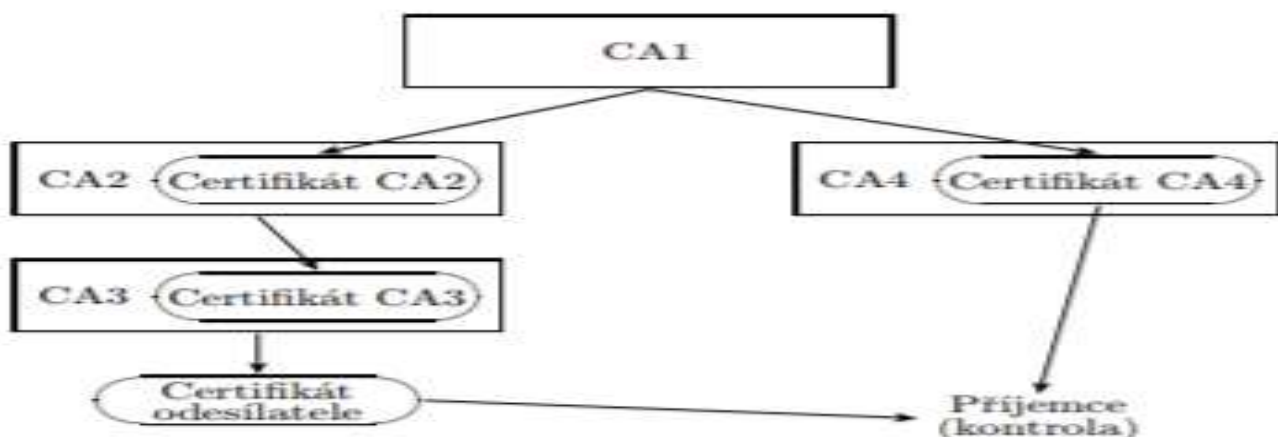 CA1
CA2 Certifikát CA2
CA4 Certifikát CA4
CA3 Certifikát CA3
Certifikát
odesílatele
Příjemce
(kontrola)